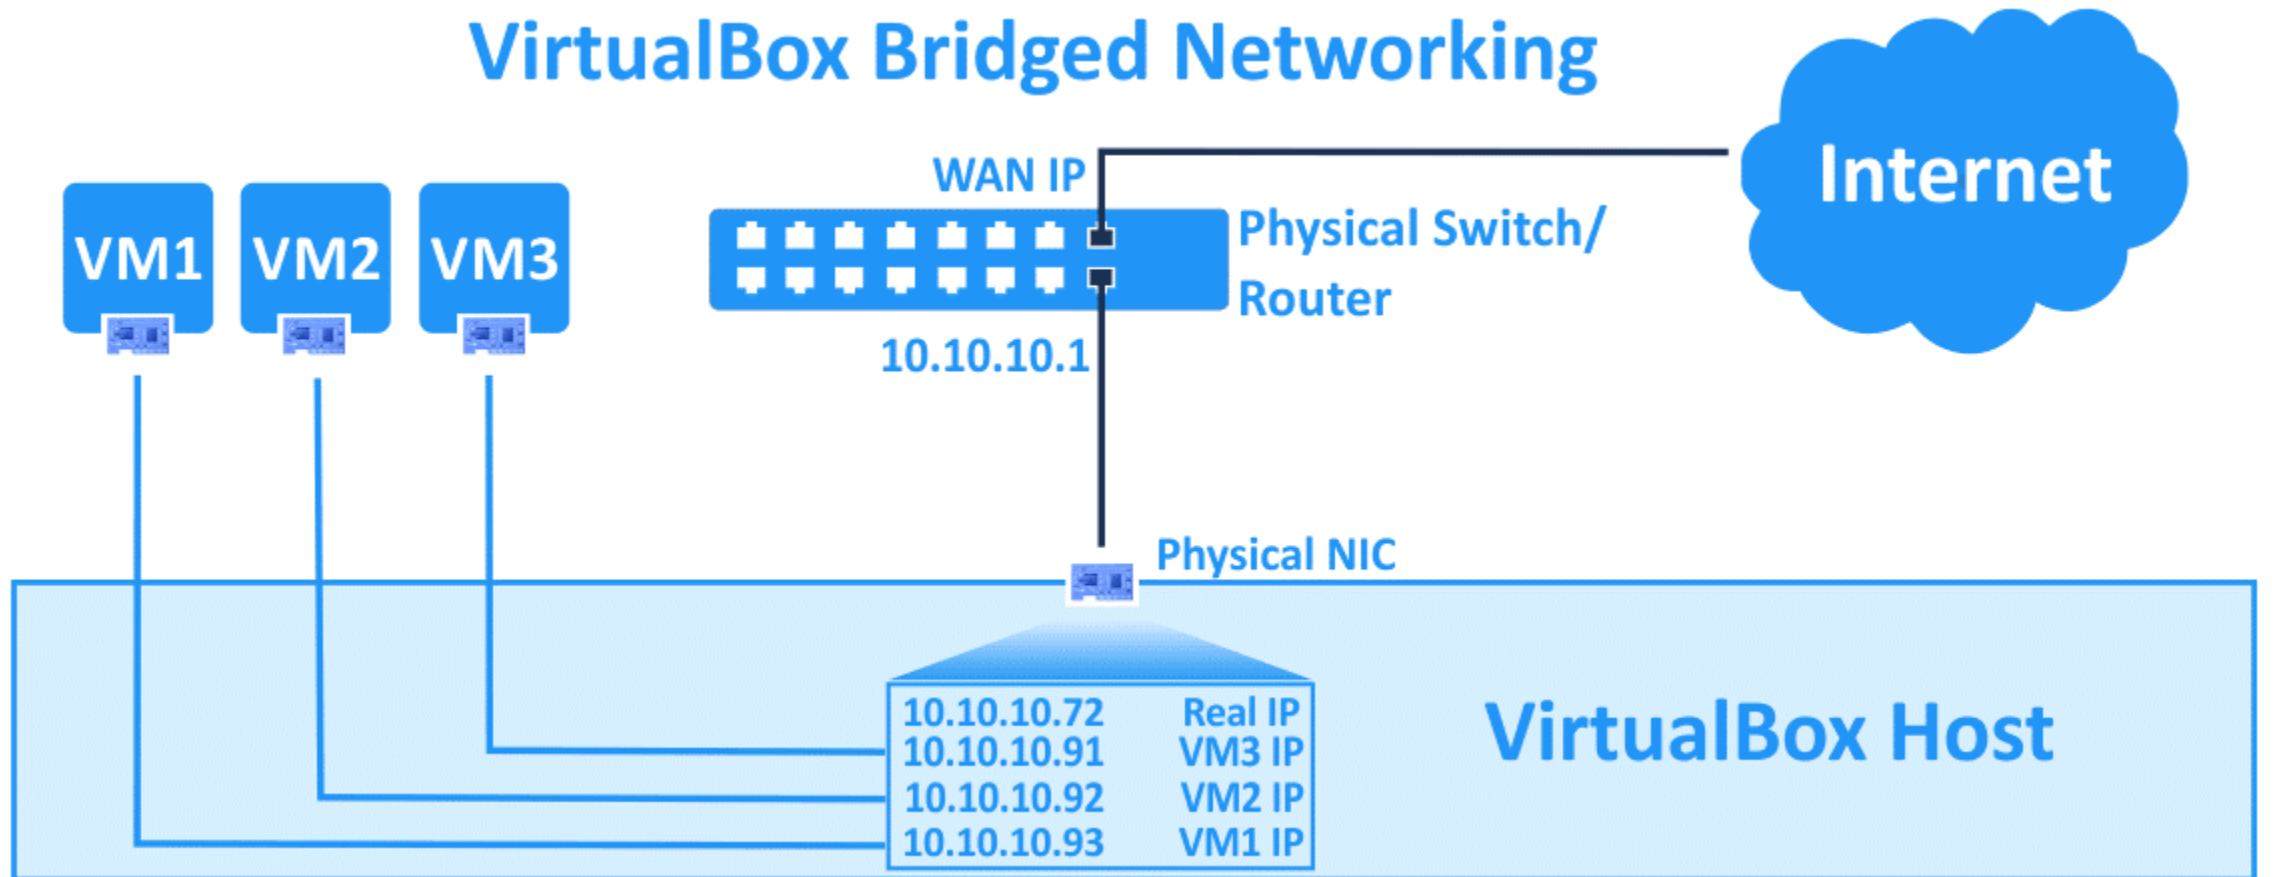 VirtualBox Bridged Networking
Internet
WAN IP
VM1 VM2 VM3
Physical Switch/
Router
10.10.10.1
Physical NIC
10.10.10.72 Real IP
10.10.10.91 VM3 IP
10.10.10.92 VM2 IP
10.10.10.93 VM1 IP
VirtualBox Host